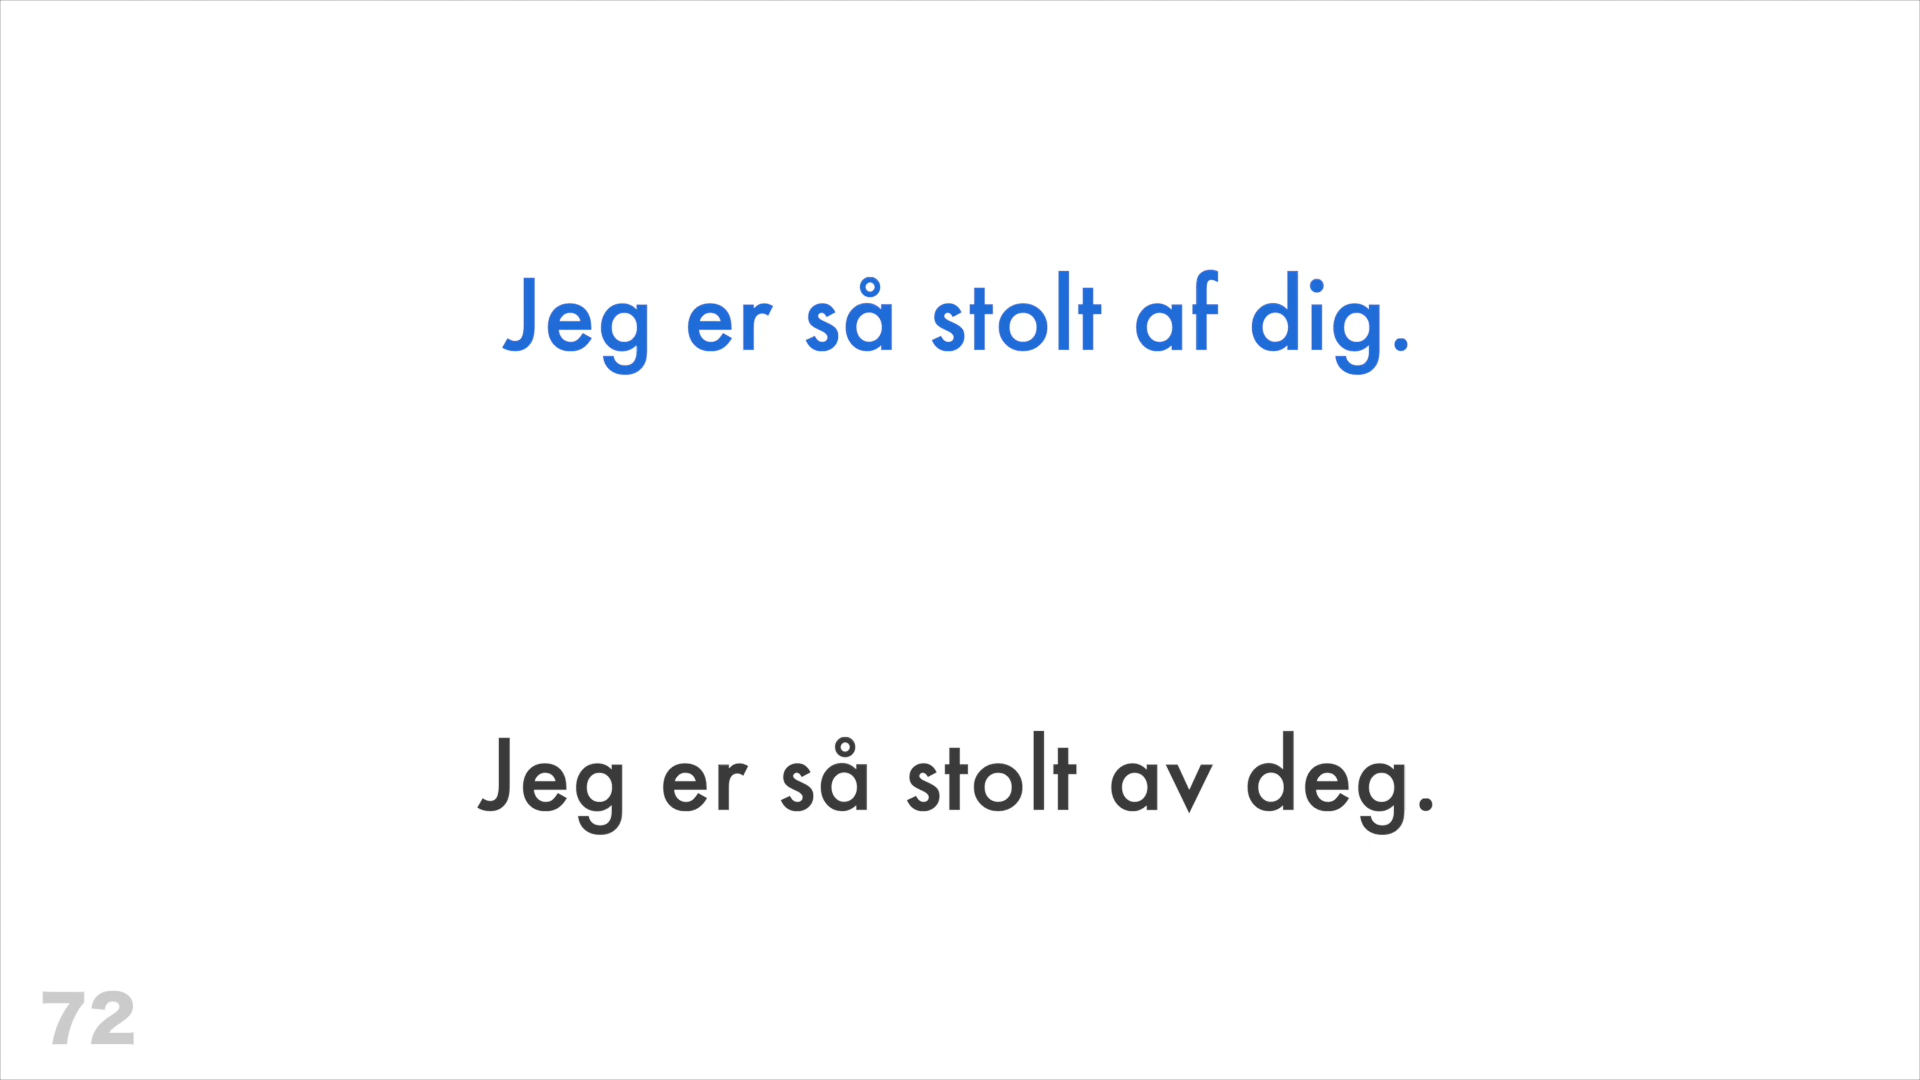 Jeg er så stolt af dig.
Jeg er så stolt av deg.
72